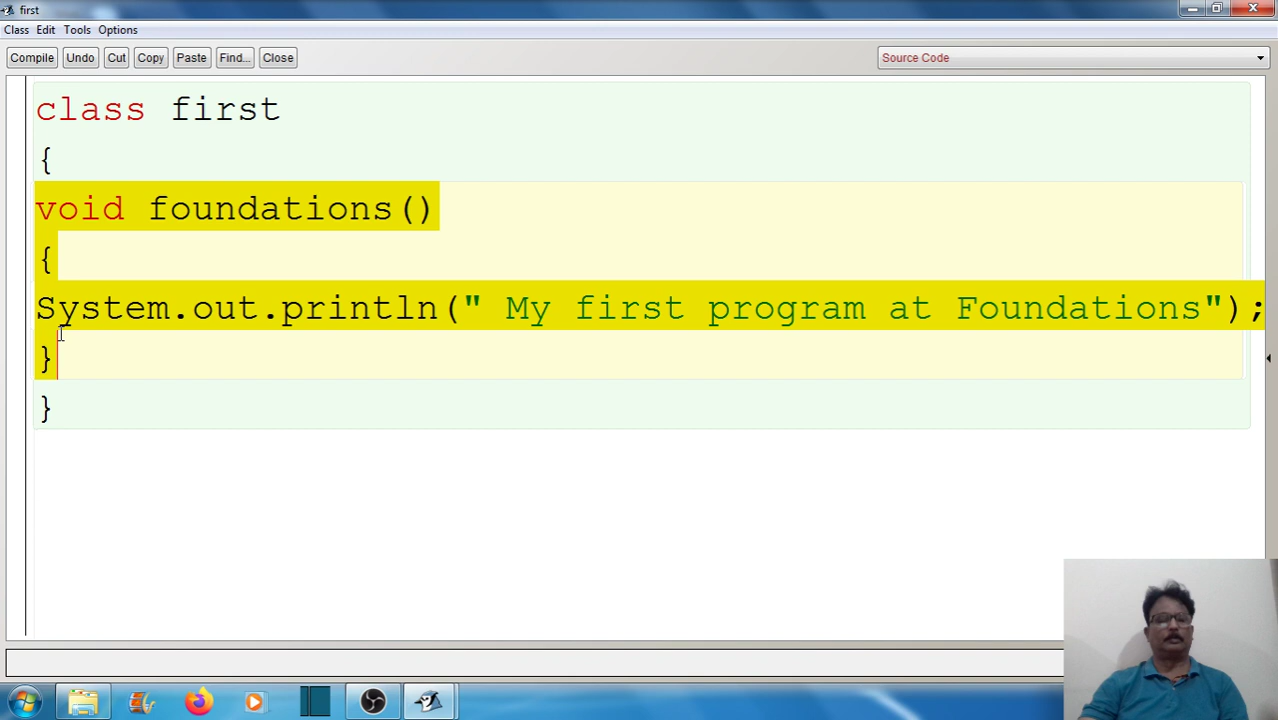 first
Class Edit Tools Options
Compile Undo Cut Copy Paste Find... Close Source Code
class first
{
void foundations()
{
System.out.println(" My first program at Foundations");
}
}